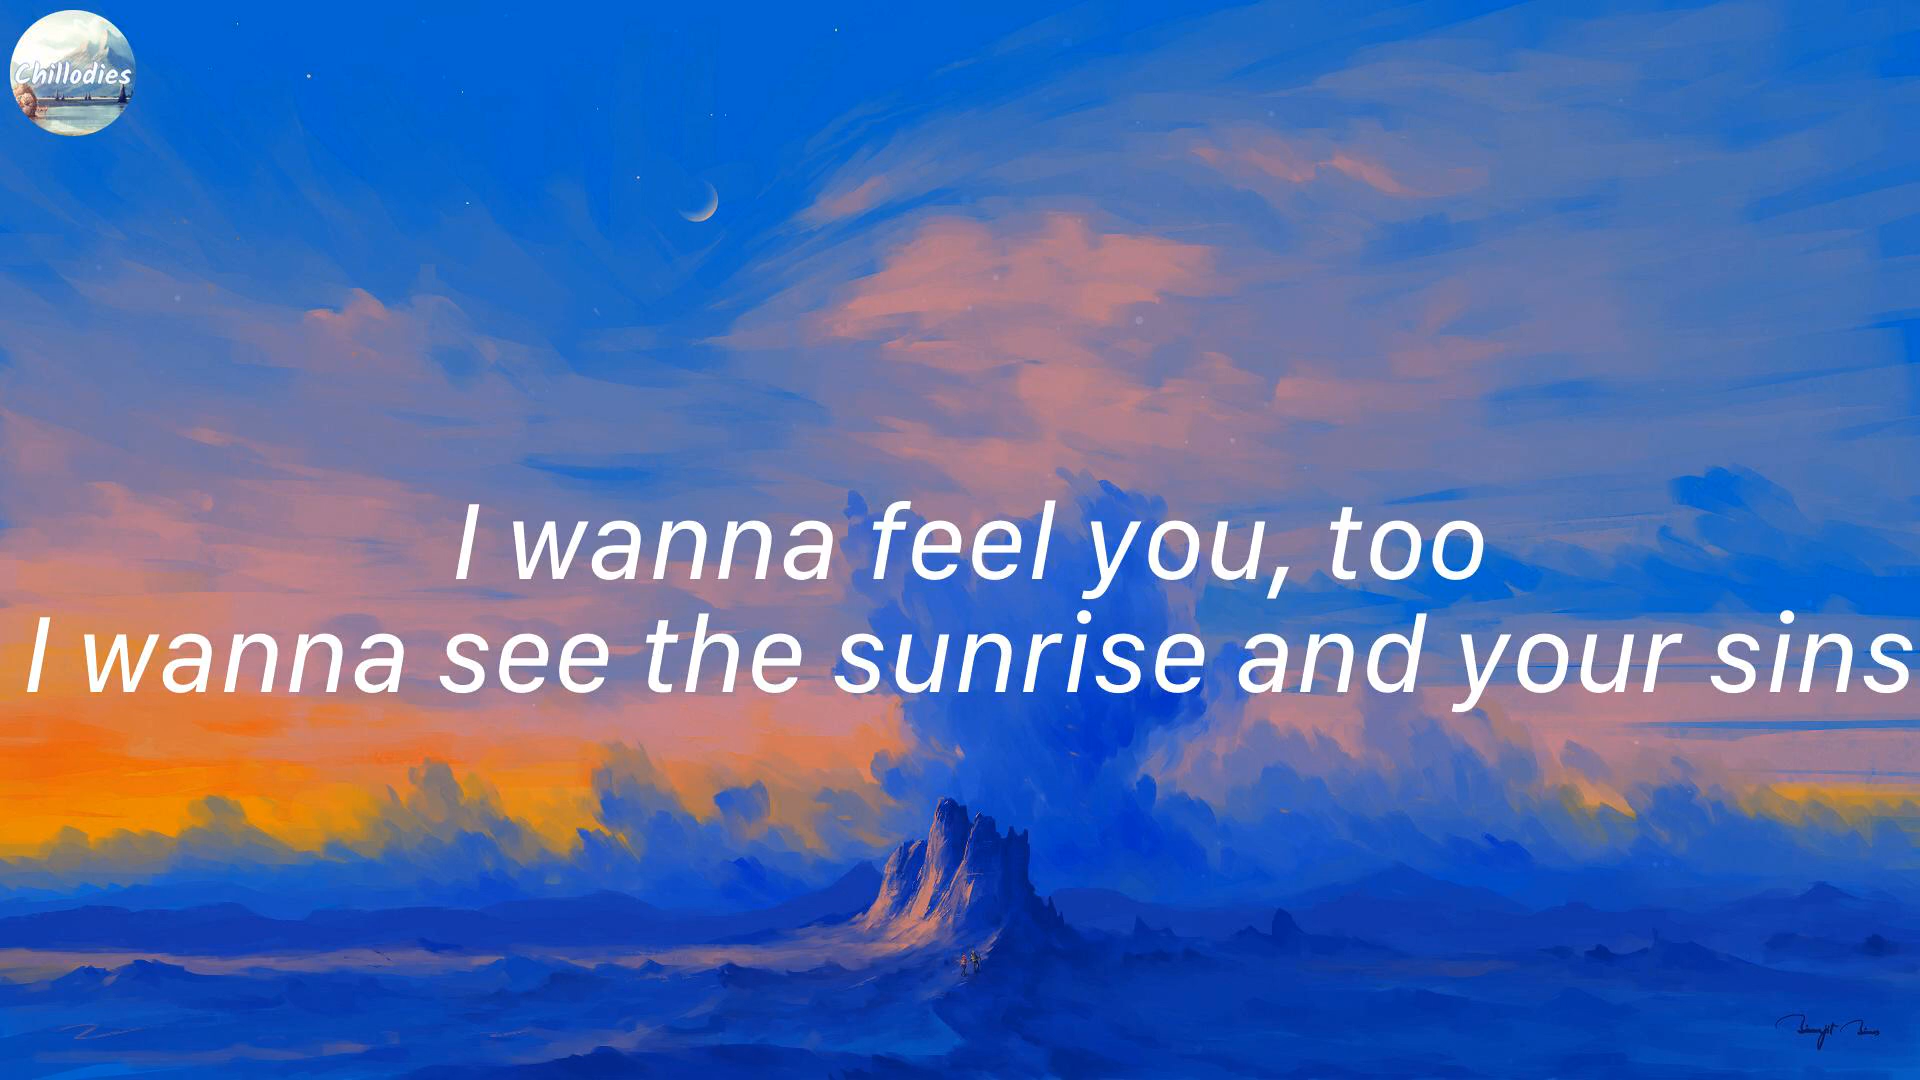 Chillodies
I wanna feel you, too
I wanna see the sunrise and your sins